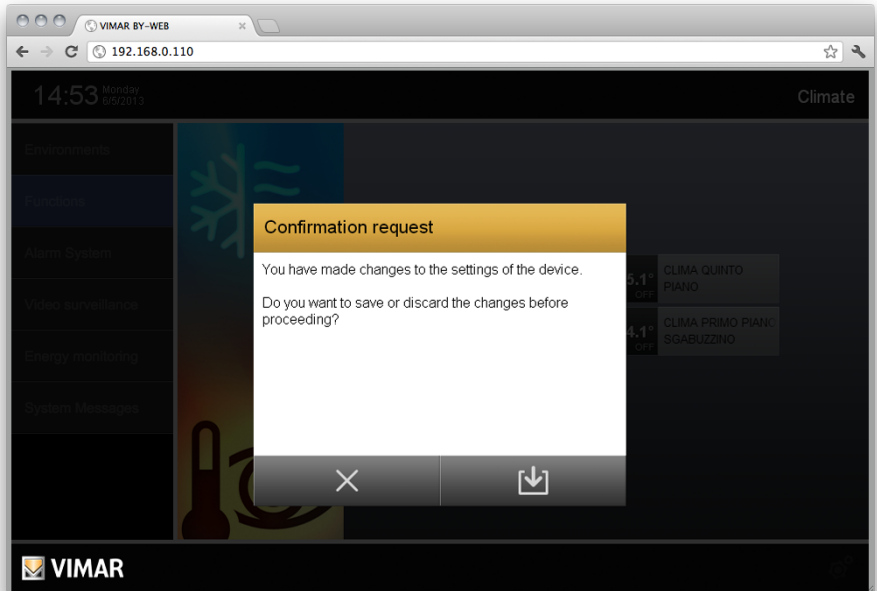 VIMAR BY-WEB
192.168.0.110
14:53 Monday
6/5/2013
Climate
Environments
Functions
Alarm System
Video surveillance
Energy monitoring
System Messages
Confirmation request
You have made changes to the settings of the device.
Do you want to save or discard the changes before
proceeding?
5.1°
OFF
CLIMA QUINTO
PIANO
4.1°
OFF
CLIMA PRIMO PIANO
SGABUZZINO
VIMAR